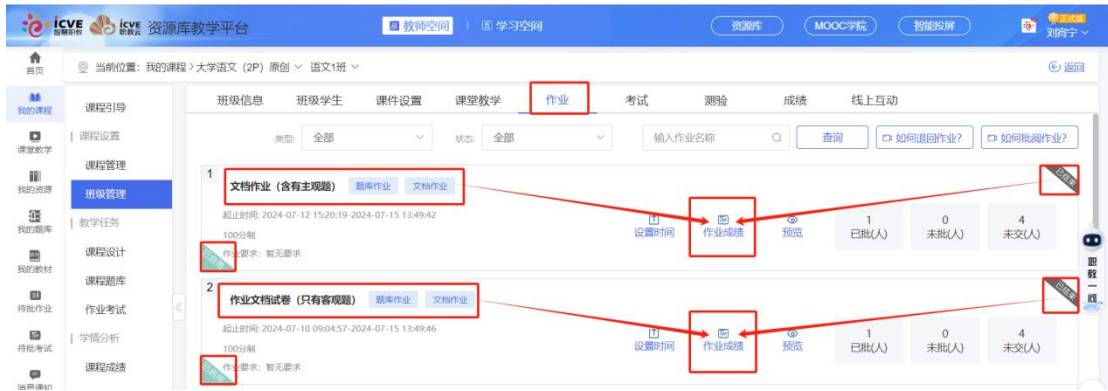 icve 智慧职教 icve 职教云 资源库教学平台 教师空间 学习空间 资源库 MOOC学院 智能投屏 正式版
刘肖宁
首页 当前位置：我的课程 > 大学语文（2P）原创 语文1班 返回
我的课程 课程引导 班级信息 班级学生 课件设置 课堂教学 作业 考试 测验 成绩 线上互动
课堂教学 课程设置 类型: 全部 状态: 全部 输入作业名称 查询 如何退回作业? 如何批阅作业?
课程管理
我的资源 班级管理
1 文档作业（含有主观题） 题库作业 文档作业 已结束
我的题库 教学任务 起止时间: 2024-07-12 15:20:19-2024-07-15 13:49:42
100分制 设置时间 作业成绩 预览 1 已批(人) 0 未批(人) 4 未交(人)
我的教材 课程设计 作业要求：暂无要求
课程题库
待批作业 作业考试
2 作业文档试卷（只有客观题） 题库作业 文档作业 已结束
待批考试 学情分析 起止时间: 2024-07-10 09:04:57-2024-07-15 13:49:46
100分制 设置时间 作业成绩 预览 1 已批(人) 0 未批(人) 4 未交(人)
消息通知 课程成绩 作业要求：暂无要求
职教一问